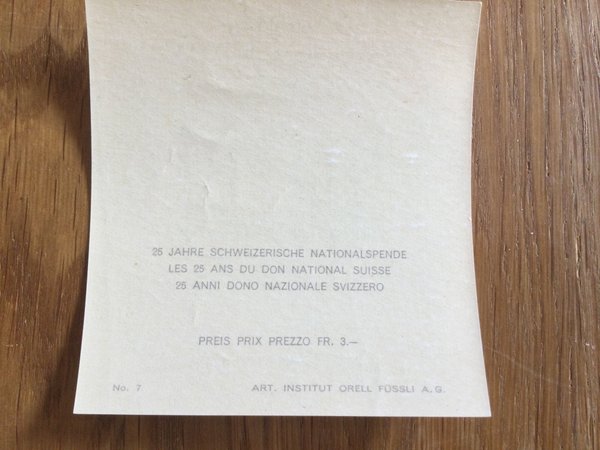 25 JAHRE SCHWEIZERISCHE NATIONALSPENDE
LES 25 ANS DU DON NATIONAL SUISSE
25 ANNI DONO NAZIONALE SVIZZERO
PREIS PRIX PREZZO FR. 3.—
No. 7 ART. INSTITUT ORELL FÜSSLI A.G.